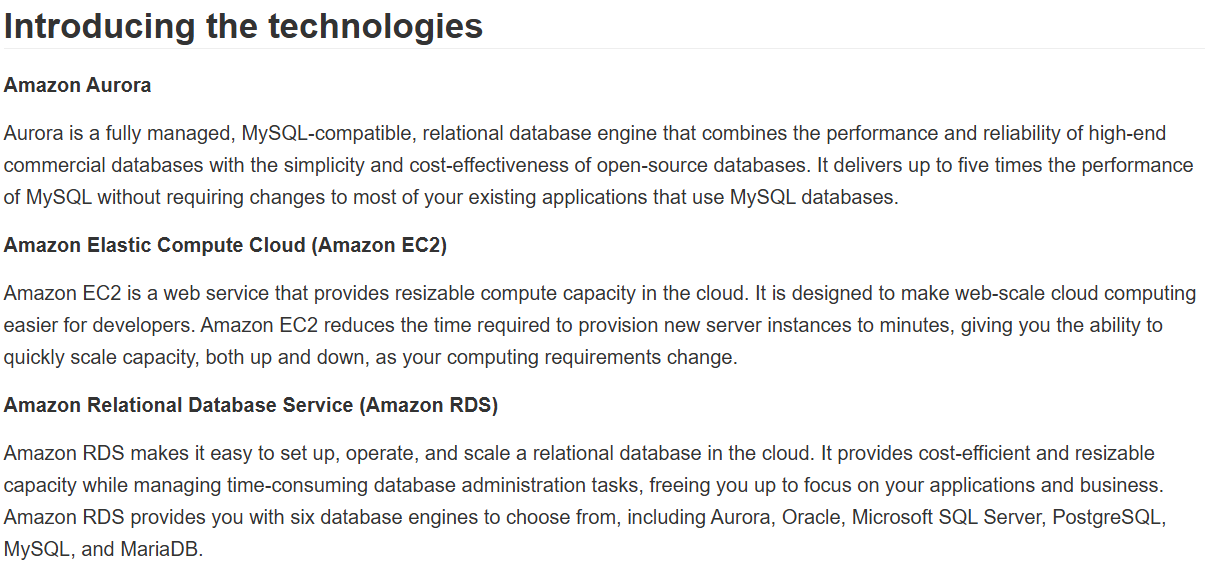 Introducing the technologies
Amazon Aurora
Aurora is a fully managed, MySQL-compatible, relational database engine that combines the performance and reliability of high-end
commercial databases with the simplicity and cost-effectiveness of open-source databases. It delivers up to five times the performance
of MySQL without requiring changes to most of your existing applications that use MySQL databases.
Amazon Elastic Compute Cloud (Amazon EC2)
Amazon EC2 is a web service that provides resizable compute capacity in the cloud. It is designed to make web-scale cloud computing
easier for developers. Amazon EC2 reduces the time required to provision new server instances to minutes, giving you the ability to
quickly scale capacity, both up and down, as your computing requirements change.
Amazon Relational Database Service (Amazon RDS)
Amazon RDS makes it easy to set up, operate, and scale a relational database in the cloud. It provides cost-efficient and resizable
capacity while managing time-consuming database administration tasks, freeing you up to focus on your applications and business.
Amazon RDS provides you with six database engines to choose from, including Aurora, Oracle, Microsoft SQL Server, PostgreSQL,
MySQL, and MariaDB.